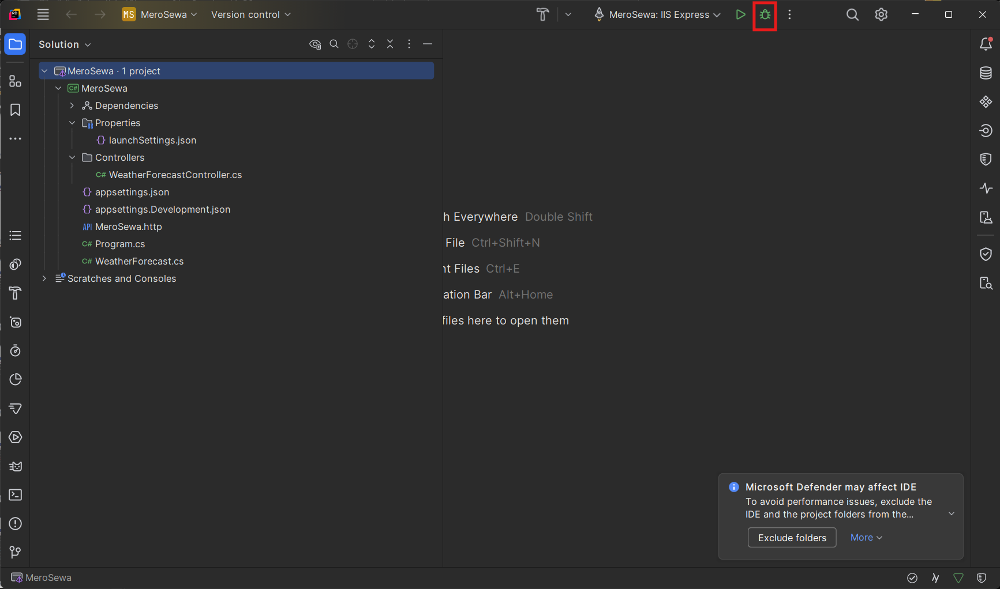 MS MeroSewa Version control MeroSewa: IIS Express
Solution
MeroSewa · 1 project
C# MeroSewa
Dependencies
Properties
{} launchSettings.json
Controllers
C# WeatherForecastController.cs
{} appsettings.json
{} appsettings.Development.json
API MeroSewa.http
C# Program.cs
C# WeatherForecast.cs
Scratches and Consoles
h Everywhere Double Shift
File Ctrl+Shift+N
nt Files Ctrl+E
ation Bar Alt+Home
files here to open them
Microsoft Defender may affect IDE
To avoid performance issues, exclude the
IDE and the project folders from the...
Exclude folders More
MeroSewa